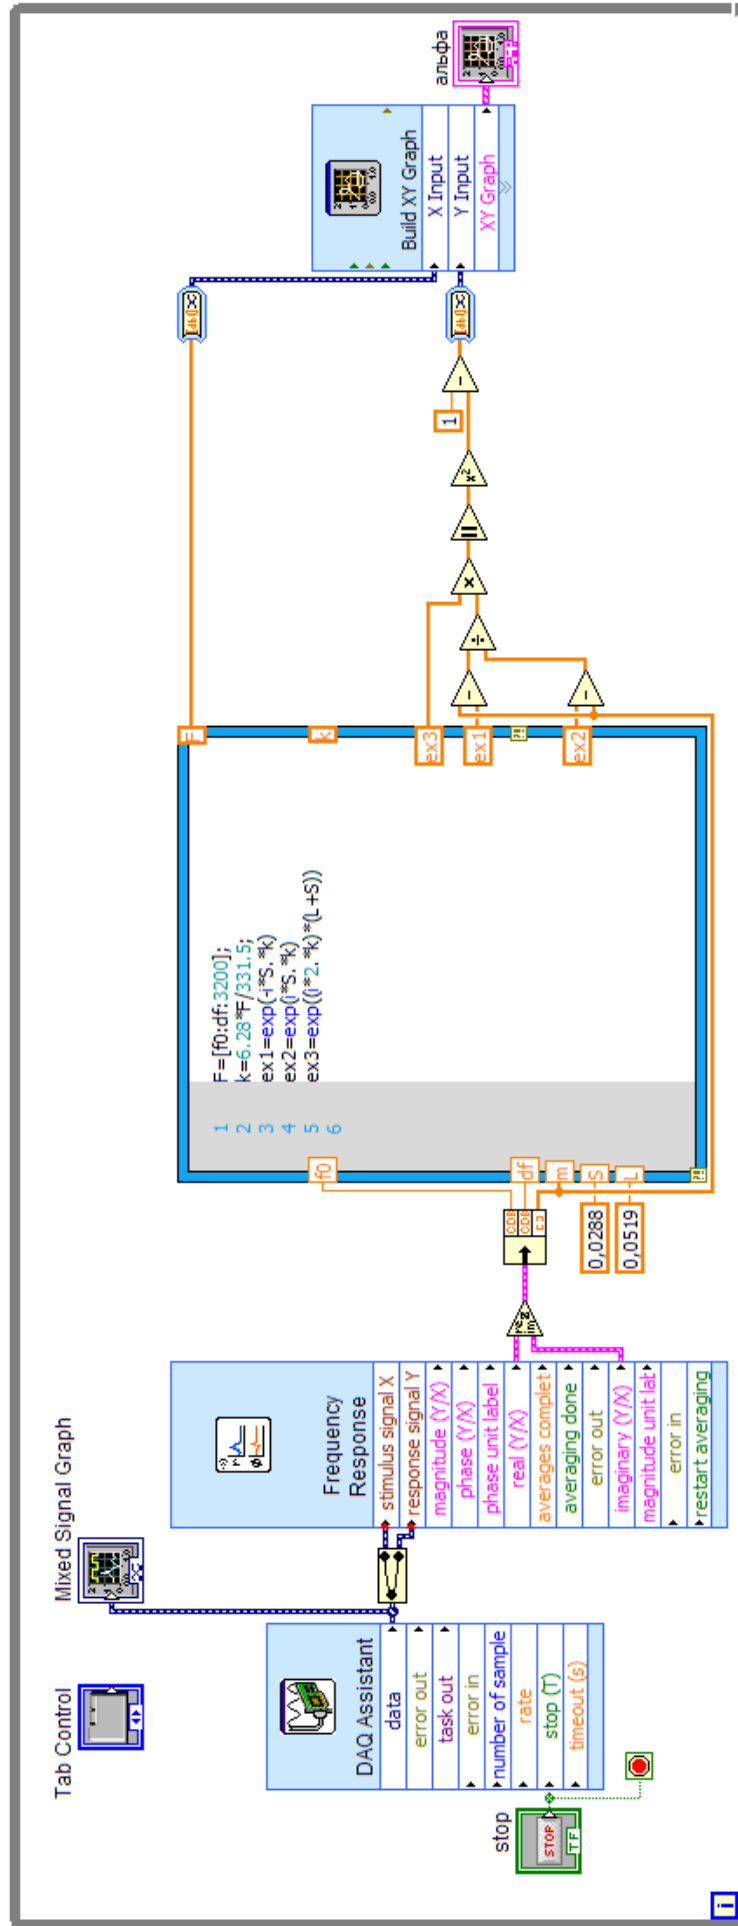 Tab Control
Mixed Signal Graph
DAQ Assistant
data
error out
task out
error in
number of sample
rate
stop (T)
timeout (s)
stop
STOP
TF
Frequency
Response
stimulus signal X
response signal Y
magnitude (Y/X)
phase (Y/X)
phase unit label
real (Y/X)
averages complet
averaging done
error out
imaginary (Y/X)
magnitude unit lat
error in
restart averaging
re
im
f0
df
m
S
L
0,0288
0,0519
1 F=[f0:df:3200];
2 k=6.28*F/331.5;
3 ex1=exp(-i*S.*k)
4 ex2=exp(i*S.*k)
5 ex3=exp((i*2.*k)*(L+S))
6
F
k
ex3
ex1
ex2
1
x²
Build XY Graph
X Input
Y Input
XY Graph
альфа
i